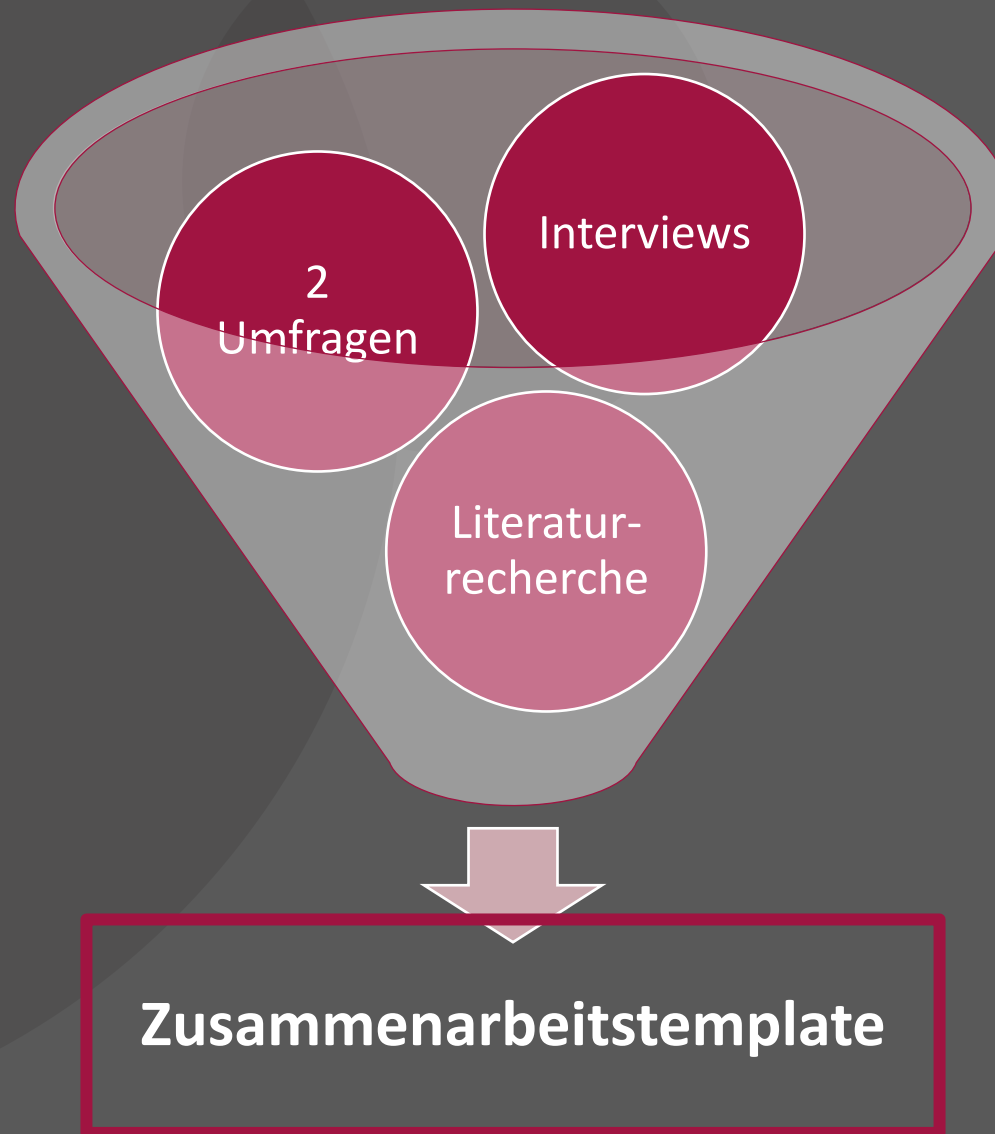 Interviews
2
Umfragen
Literatur-
recherche
Zusammenarbeitstemplate